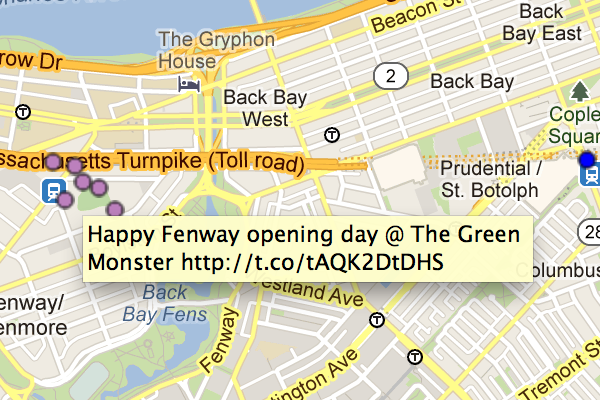 Beacon St
Back
Bay East
The Gryphon
House
row Dr
2
Back Bay
Back Bay
West
T
T
Copley
Square
ssachusetts Turnpike (Toll road)
Prudential /
St. Botolph
Happy Fenway opening day @ The Green
Monster http://t.co/tAQK2DtDHS
28
Columbus
estland Ave
Back
Bay Fens
enway/
enmore
Fenway
T
T
ington Ave
Tremont St